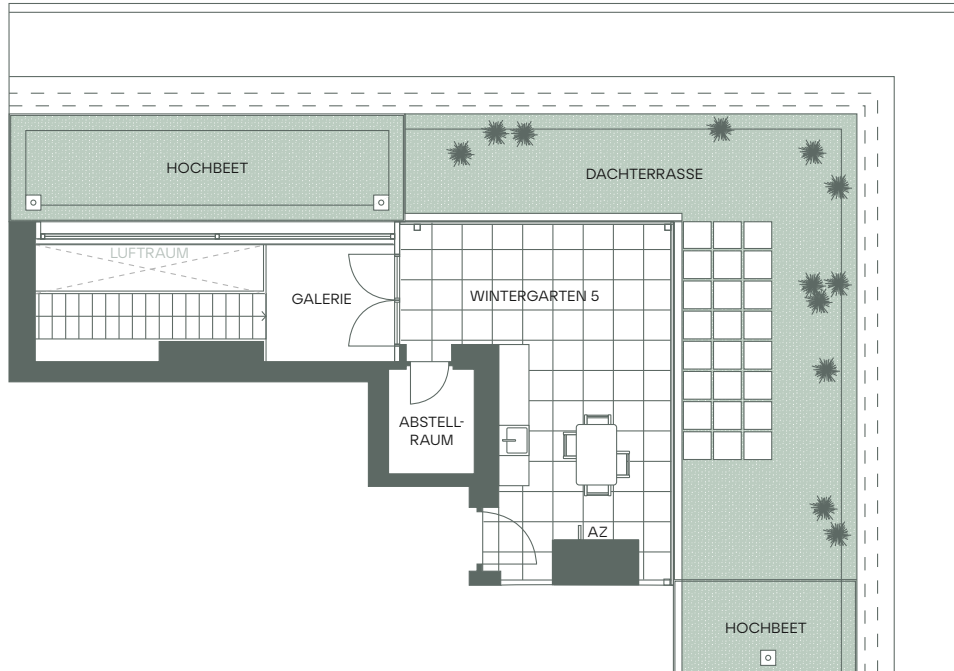 HOCHBEET
DACHTERRASSE
LUFTRAUM
GALERIE
WINTERGARTEN 5
ABSTELL-
RAUM
AZ
HOCHBEET